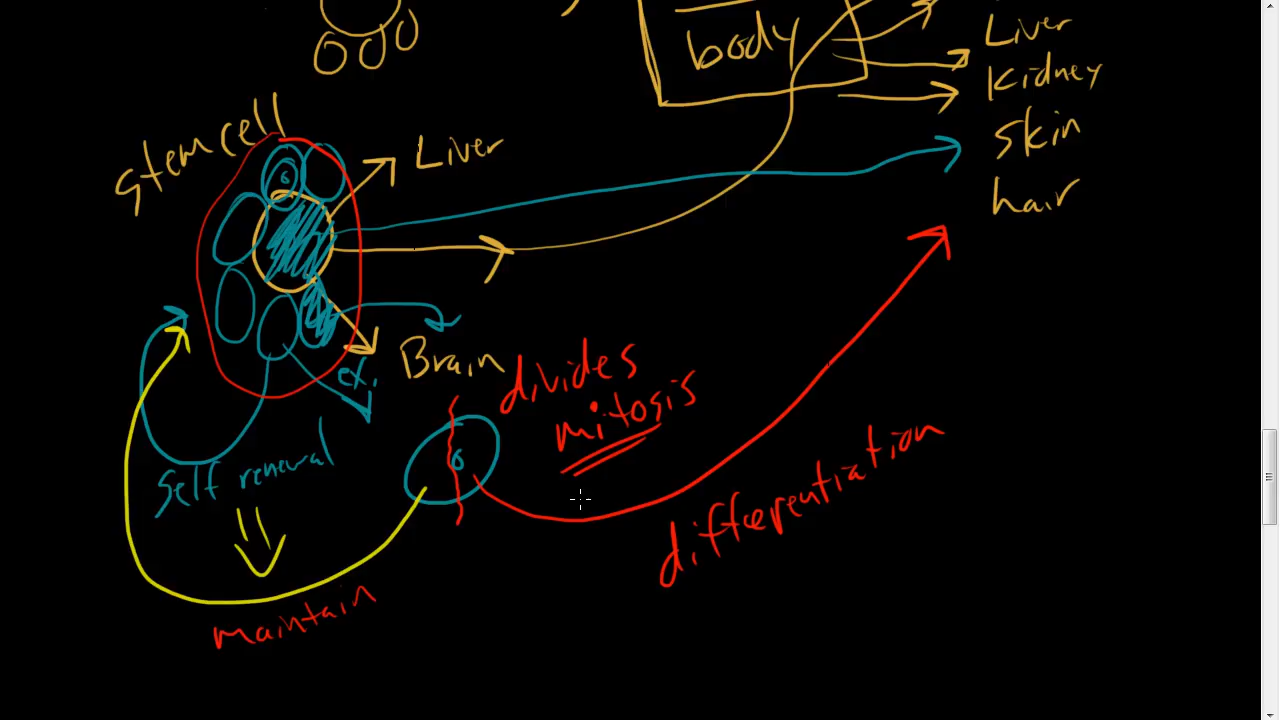 body
Liver
Kidney
skin
hair
stem cell
Liver
Brain
ex.
divides
mitosis
Self renewal
differentiation
maintain